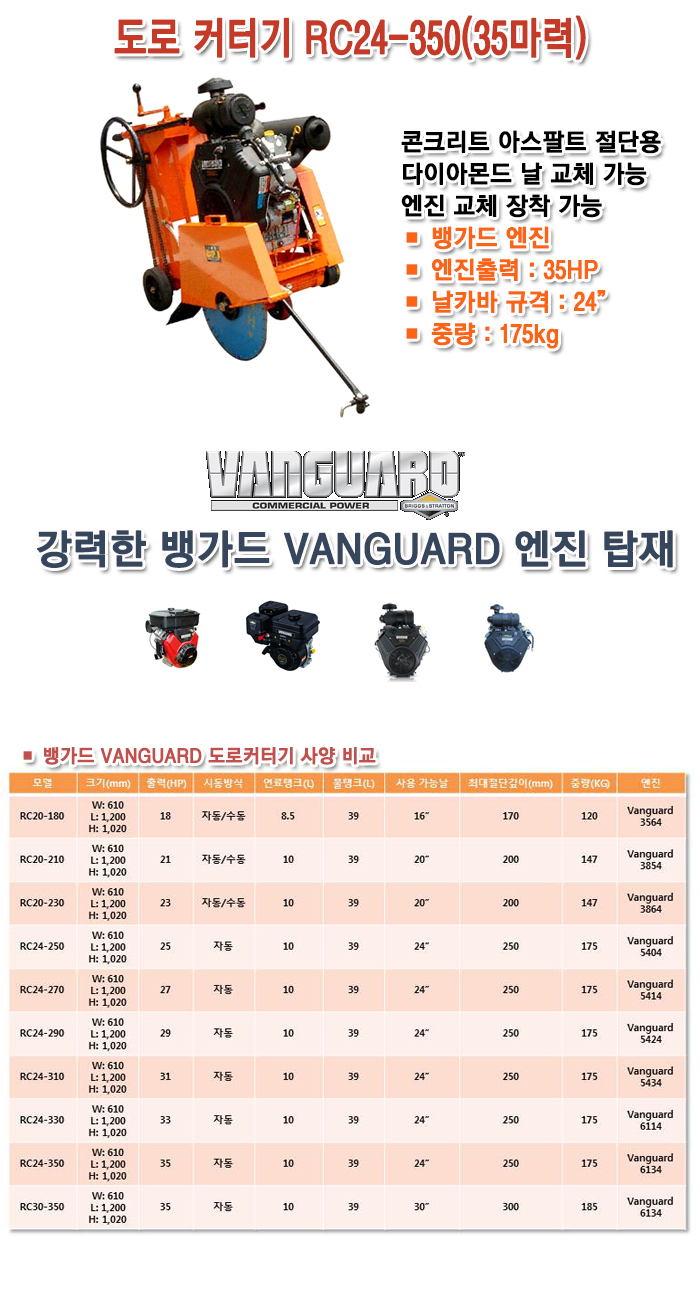 도로 커터기 RC24-350(35마력)
콘크리트 아스팔트 절단용
다이아몬드 날 교체 가능
엔진 교체 장착 가능
■ 뱅가드 엔진
■ 엔진출력 : 35HP
■ 날카바 규격 : 24”
■ 중량 : 175kg
VANGUARD
COMMERCIAL POWER
BRIGGS & STRATTON
강력한 뱅가드 VANGUARD 엔진 탑재
■ 뱅가드 VANGUARD 도로커터기 사양 비교
모델 크기(mm) 출력(HP) 시동방식 연료탱크(L) 물탱크(L) 사용 가능날 최대절단깊이(mm) 중량(KG) 엔진
RC20-180 W: 610 L: 1,200 H: 1,020 18 자동/수동 8.5 39 16″ 170 120 Vanguard 3564
RC20-210 W: 610 L: 1,200 H: 1,020 21 자동/수동 10 39 20″ 200 147 Vanguard 3854
RC20-230 W: 610 L: 1,200 H: 1,020 23 자동/수동 10 39 20″ 200 147 Vanguard 3864
RC24-250 W: 610 L: 1,200 H: 1,020 25 자동 10 39 24″ 250 175 Vanguard 5404
RC24-270 W: 610 L: 1,200 H: 1,020 27 자동 10 39 24″ 250 175 Vanguard 5414
RC24-290 W: 610 L: 1,200 H: 1,020 29 자동 10 39 24″ 250 175 Vanguard 5424
RC24-310 W: 610 L: 1,200 H: 1,020 31 자동 10 39 24″ 250 175 Vanguard 5434
RC24-330 W: 610 L: 1,200 H: 1,020 33 자동 10 39 24″ 250 175 Vanguard 6114
RC24-350 W: 610 L: 1,200 H: 1,020 35 자동 10 39 24″ 250 175 Vanguard 6134
RC30-350 W: 610 L: 1,200 H: 1,020 35 자동 10 39 30″ 300 185 Vanguard 6134